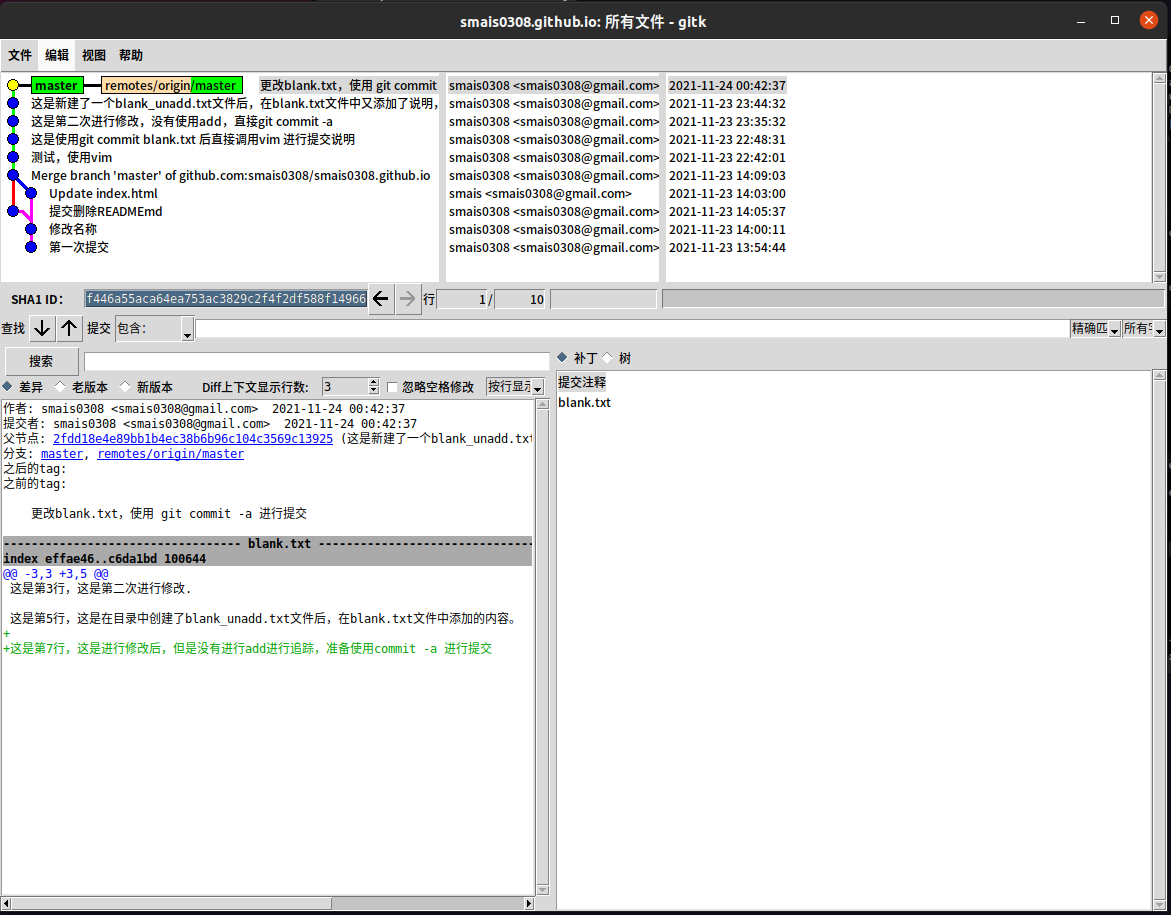 smais0308.github.io: 所有文件 - gitk
文件 编辑 视图 帮助
master remotes/origin/master 更改blank.txt，使用 git commit smais0308 <smais0308@gmail.com> 2021-11-24 00:42:37
这是新建了一个blank_unadd.txt文件后，在blank.txt文件中又添加了说明， smais0308 <smais0308@gmail.com> 2021-11-23 23:44:32
这是第二次进行修改，没有使用add，直接git commit -a smais0308 <smais0308@gmail.com> 2021-11-23 23:35:32
这是使用git commit blank.txt 后直接调用vim 进行提交说明 smais0308 <smais0308@gmail.com> 2021-11-23 22:48:31
测试，使用vim smais0308 <smais0308@gmail.com> 2021-11-23 22:42:01
Merge branch 'master' of github.com:smais0308/smais0308.github.io smais0308 <smais0308@gmail.com> 2021-11-23 14:09:03
Update index.html smais <smais0308@gmail.com> 2021-11-23 14:03:00
提交删除READMEmd smais0308 <smais0308@gmail.com> 2021-11-23 14:05:37
修改名称 smais0308 <smais0308@gmail.com> 2021-11-23 14:00:11
第一次提交 smais0308 <smais0308@gmail.com> 2021-11-23 13:54:44
SHA1 ID： f446a55aca64ea753ac3829c2f4f2df588f14966 行 1 / 10
查找 提交 包含： 精确匹 所有字
搜索
补丁 树
差异 老版本 新版本 Diff上下文显示行数： 3 忽略空格修改 按行显示
提交注释
blank.txt
作者: smais0308 <smais0308@gmail.com> 2021-11-24 00:42:37
提交者: smais0308 <smais0308@gmail.com> 2021-11-24 00:42:37
父节点: 2fdd18e4e89bb1b4ec38b6b96c104c3569c13925 (这是新建了一个blank_unadd.txt
分支: master, remotes/origin/master
之后的tag:
之前的tag:
更改blank.txt，使用 git commit -a 进行提交
---------------------------------- blank.txt -------------------------------
index effae46..c6da1bd 100644
@@ -3,3 +3,5 @@
这是第3行，这是第二次进行修改.
这是第5行，这是在目录中创建了blank_unadd.txt文件后，在blank.txt文件中添加的内容。
+
+这是第7行，这是进行修改后，但是没有进行add进行追踪，准备使用commit -a 进行提交